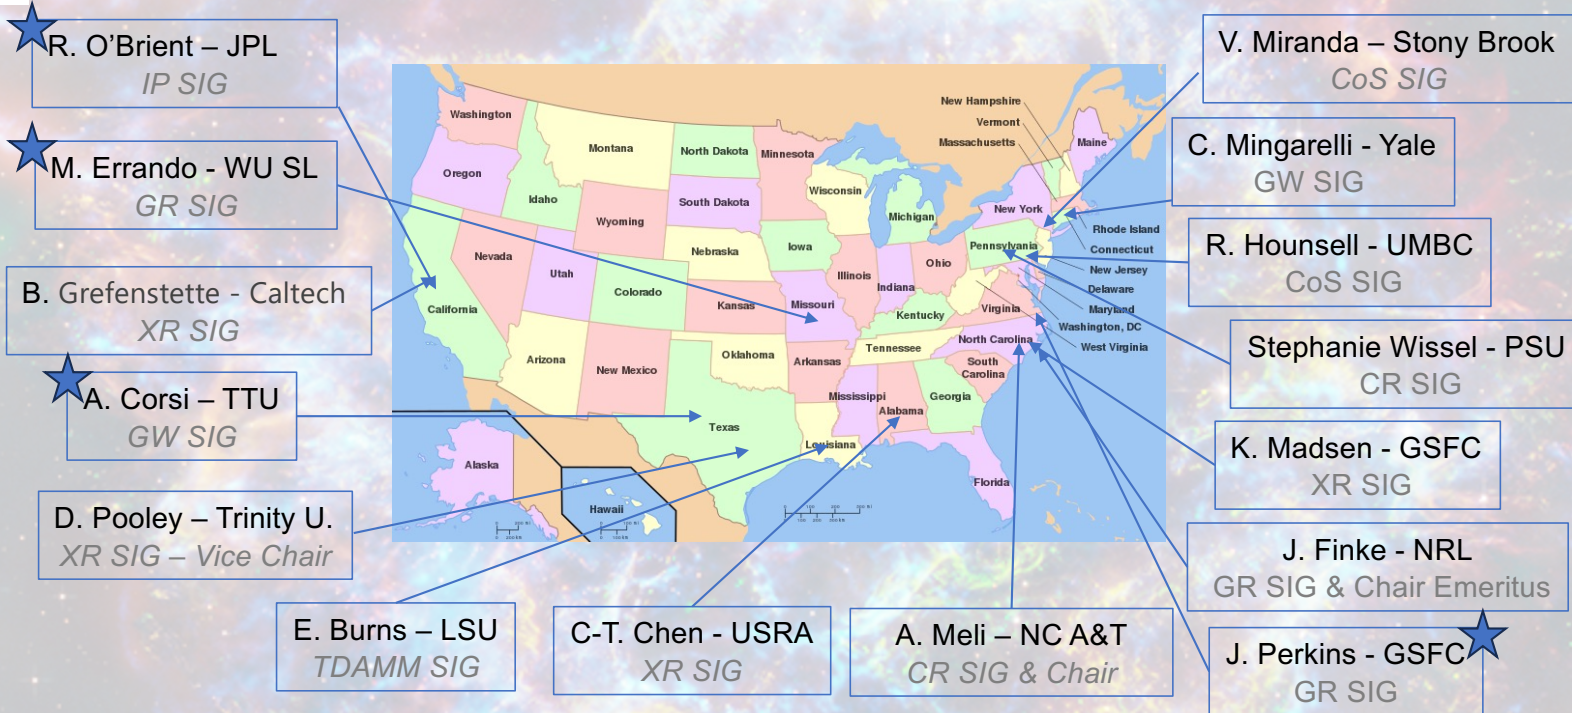 R. O’Brient – JPL
IP SIG
M. Errando - WU SL
GR SIG
B. Grefenstette - Caltech
XR SIG
A. Corsi – TTU
GW SIG
D. Pooley – Trinity U.
XR SIG – Vice Chair
E. Burns – LSU
TDAMM SIG
C-T. Chen - USRA
XR SIG
A. Meli – NC A&T
CR SIG & Chair
V. Miranda – Stony Brook
CoS SIG
C. Mingarelli - Yale
GW SIG
R. Hounsell - UMBC
CoS SIG
Stephanie Wissel - PSU
CR SIG
K. Madsen - GSFC
XR SIG
J. Finke - NRL
GR SIG & Chair Emeritus
J. Perkins - GSFC
GR SIG
Washington
Montana
North Dakota
Minnesota
New Hampshire
Vermont
Massachusetts
Maine
Oregon
Idaho
Wyoming
South Dakota
Wisconsin
Michigan
New York
Rhode Island
Connecticut
New Jersey
Delaware
Maryland
Washington, DC
West Virginia
Nevada
Utah
Colorado
Nebraska
Iowa
Illinois
Indiana
Ohio
Pennsylvania
California
Kansas
Missouri
Kentucky
Virginia
Arizona
New Mexico
Oklahoma
Arkansas
Tennessee
North Carolina
South
Carolina
Texas
Louisiana
Mississippi
Alabama
Georgia
Florida
Alaska
Hawaii